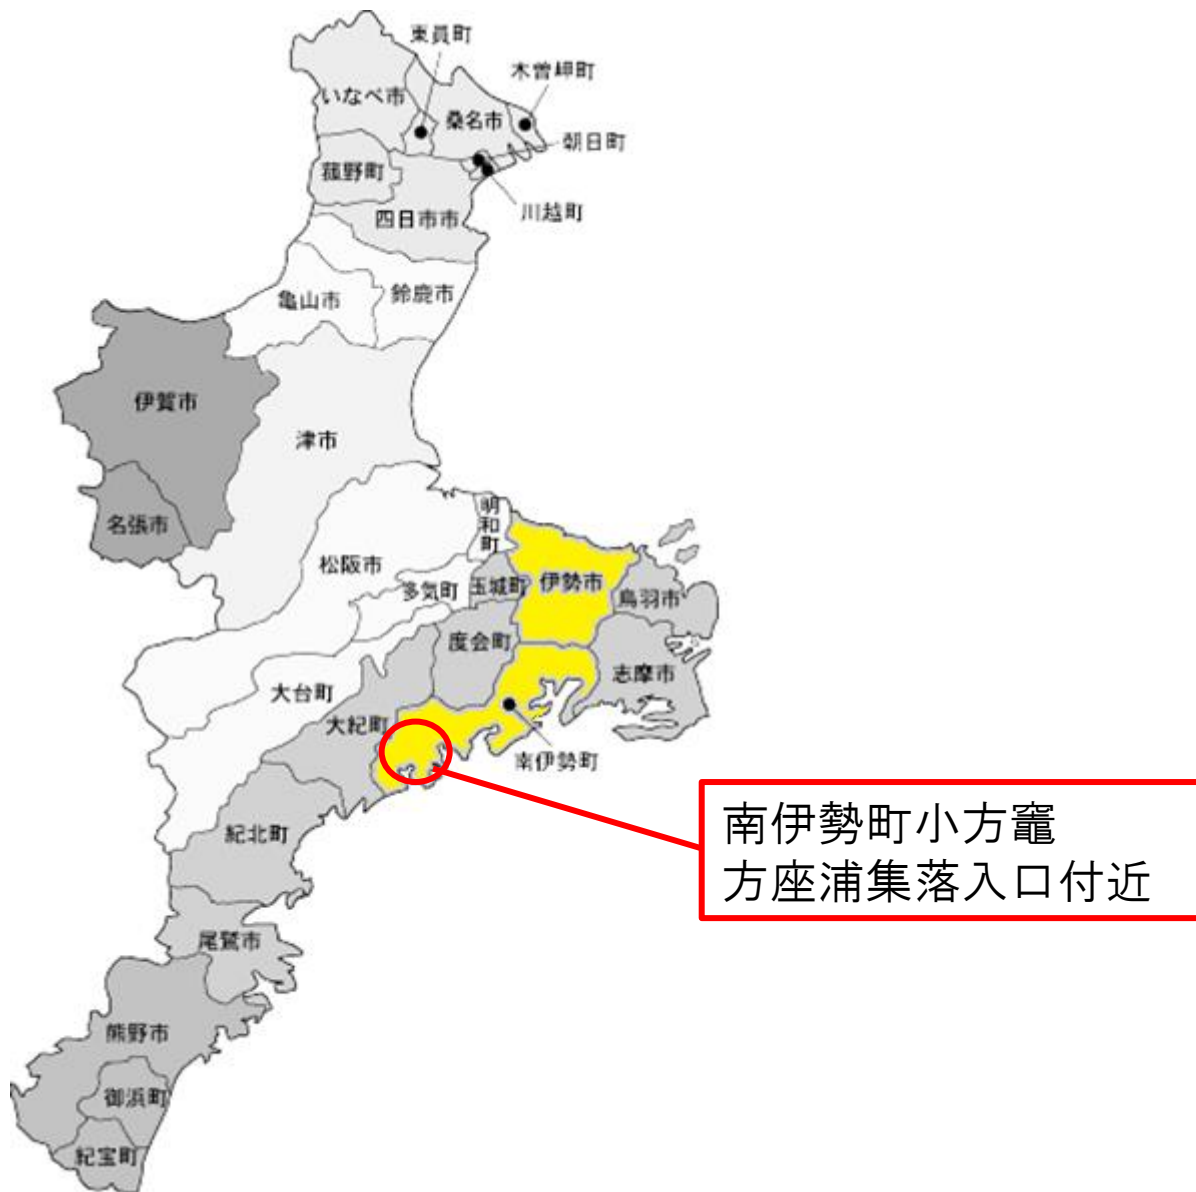 東員町
木曽岬町
いなべ市
桑名市
朝日町
菰野町
川越町
四日市市
亀山市
鈴鹿市
伊賀市
津市
名張市
明和町
松阪市
多気町
玉城町
伊勢市
鳥羽市
度会町
志摩市
大台町
大紀町
南伊勢町
南伊勢町小方竈
方座浦集落入口付近
紀北町
尾鷲市
熊野市
御浜町
紀宝町